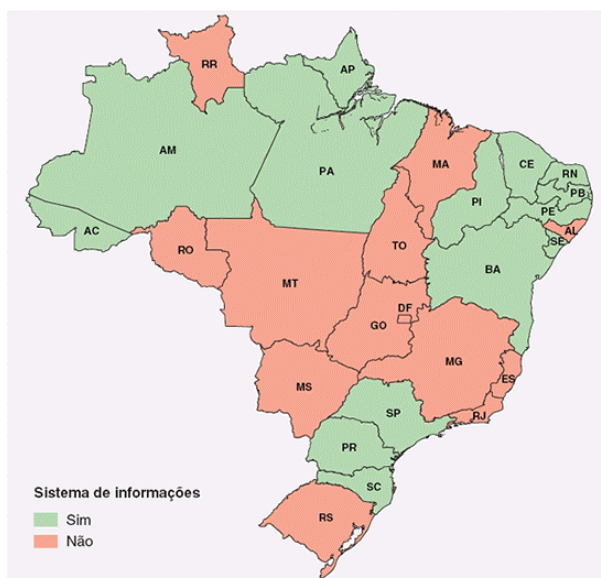 RR
AP
AM
PA
MA
CE
RN
PB
PI
PE
AL
SE
AC
RO
TO
BA
MT
DF
GO
MG
ES
MS
SP
RJ
PR
SC
RS
Sistema de informações
Sim
Não